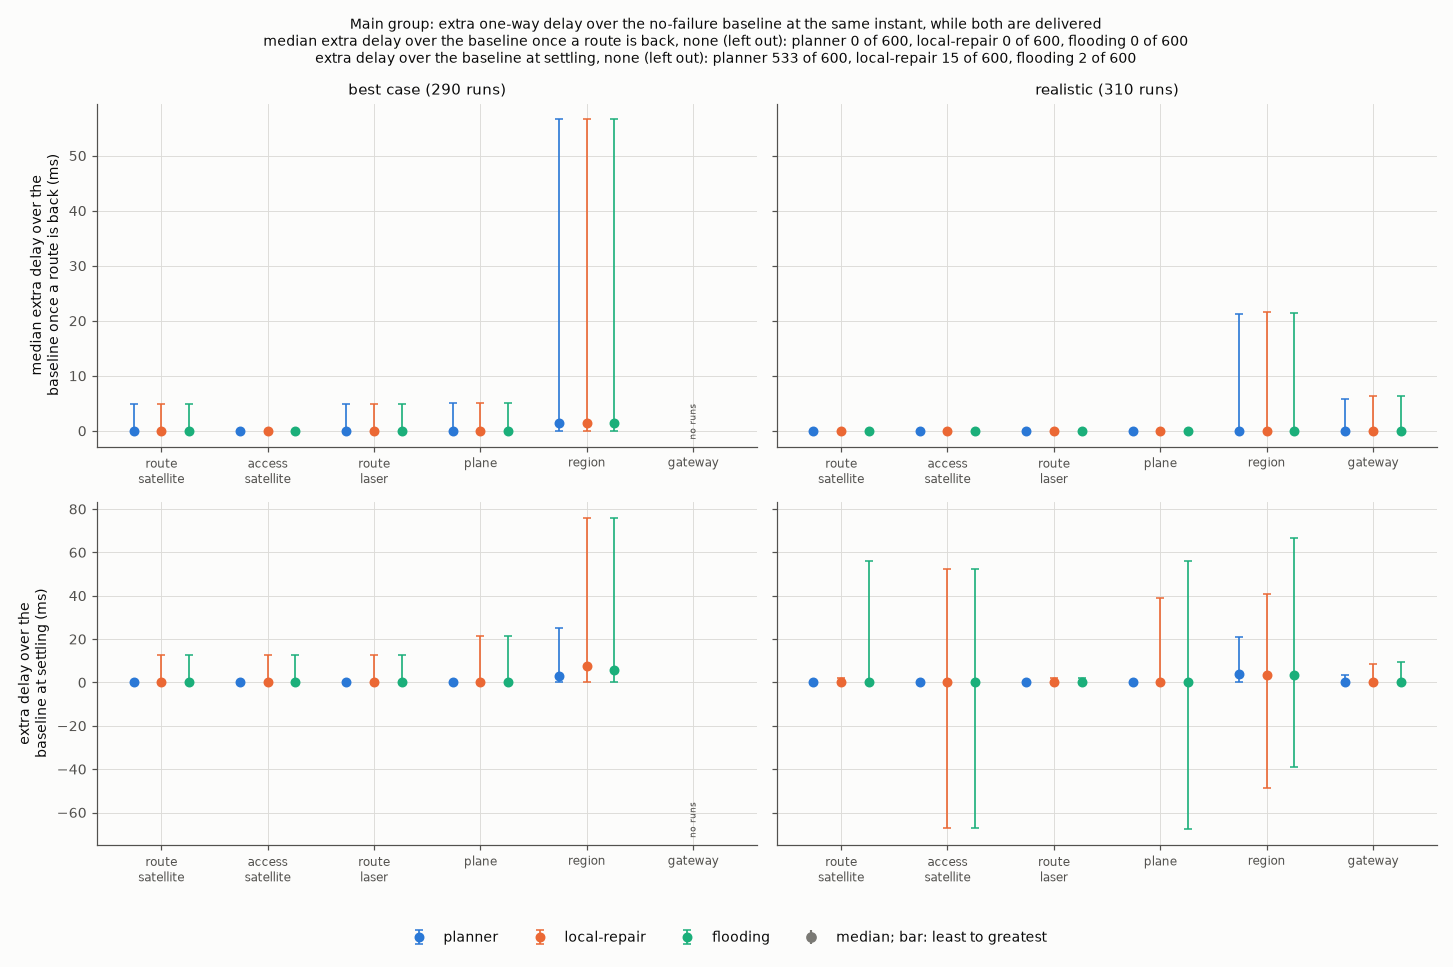 Main group: extra one-way delay over the no-failure baseline at the same instant, while both are delivered
median extra delay over the baseline once a route is back, none (left out): planner 0 of 600, local-repair 0 of 600, flooding 0 of 600
extra delay over the baseline at settling, none (left out): planner 533 of 600, local-repair 15 of 600, flooding 2 of 600
best case (290 runs)
realistic (310 runs)
median extra delay over the
baseline once a route is back (ms)
50
40
30
20
10
0
no runs
route
satellite
access
satellite
route
laser
plane
region
gateway
route
satellite
access
satellite
route
laser
plane
region
gateway
extra delay over the
baseline at settling (ms)
80
60
40
20
0
−20
−40
−60
no runs
route
satellite
access
satellite
route
laser
plane
region
gateway
route
satellite
access
satellite
route
laser
plane
region
gateway
planner
local-repair
flooding
median; bar: least to greatest